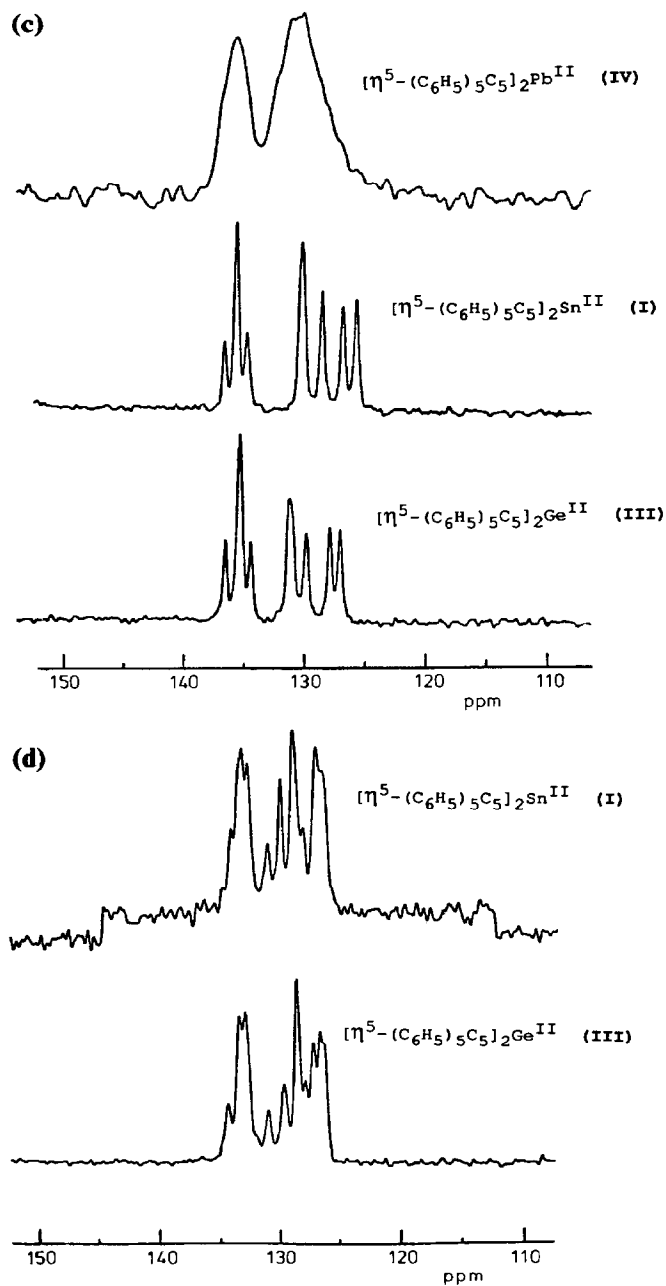 (c)
[η⁵-(C₆H₅)₅C₅]₂Pbᴵᴵ (IV)
[η⁵-(C₆H₅)₅C₅]₂Snᴵᴵ (I)
[η⁵-(C₆H₅)₅C₅]₂Geᴵᴵ (III)
150 140 130 120 110
ppm
(d)
[η⁵-(C₆H₅)₅C₅]₂Snᴵᴵ (I)
[η⁵-(C₆H₅)₅C₅]₂Geᴵᴵ (III)
150 140 130 120 110
ppm